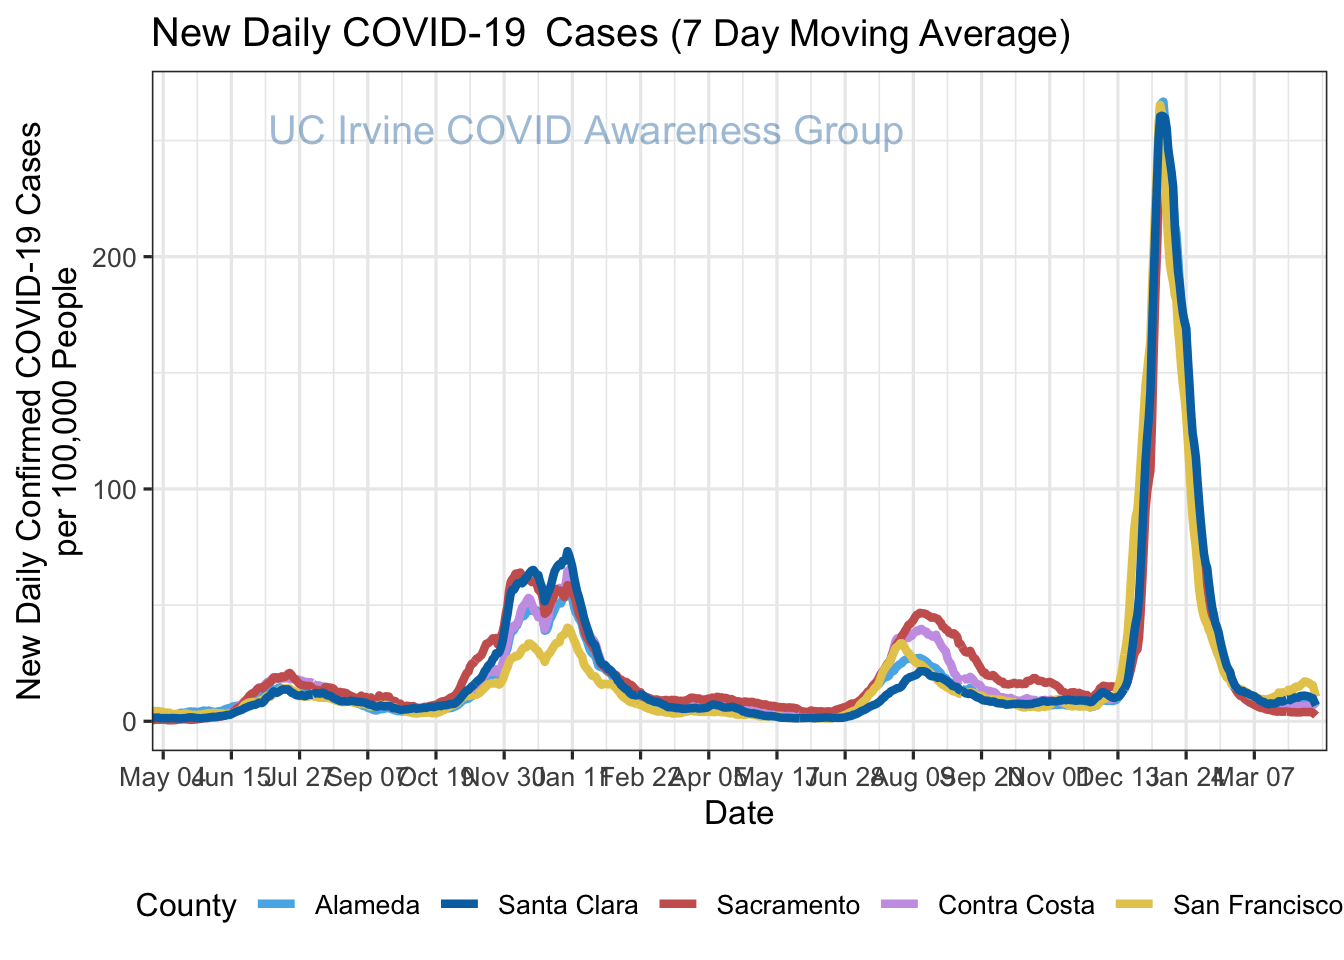 New Daily COVID-19 Cases (7 Day Moving Average)
UC Irvine COVID Awareness Group
New Daily Confirmed COVID-19 Cases
per 100,000 People
200
100
0
May 04 Jun 15 Jul 27 Sep 07 Oct 19 Nov 30 Jan 11 Feb 22 Apr 05 May 17 Jun 28 Aug 09 Sep 20 Nov 01 Dec 13 Jan 24 Mar 07
Date
County Alameda Santa Clara Sacramento Contra Costa San Francisco